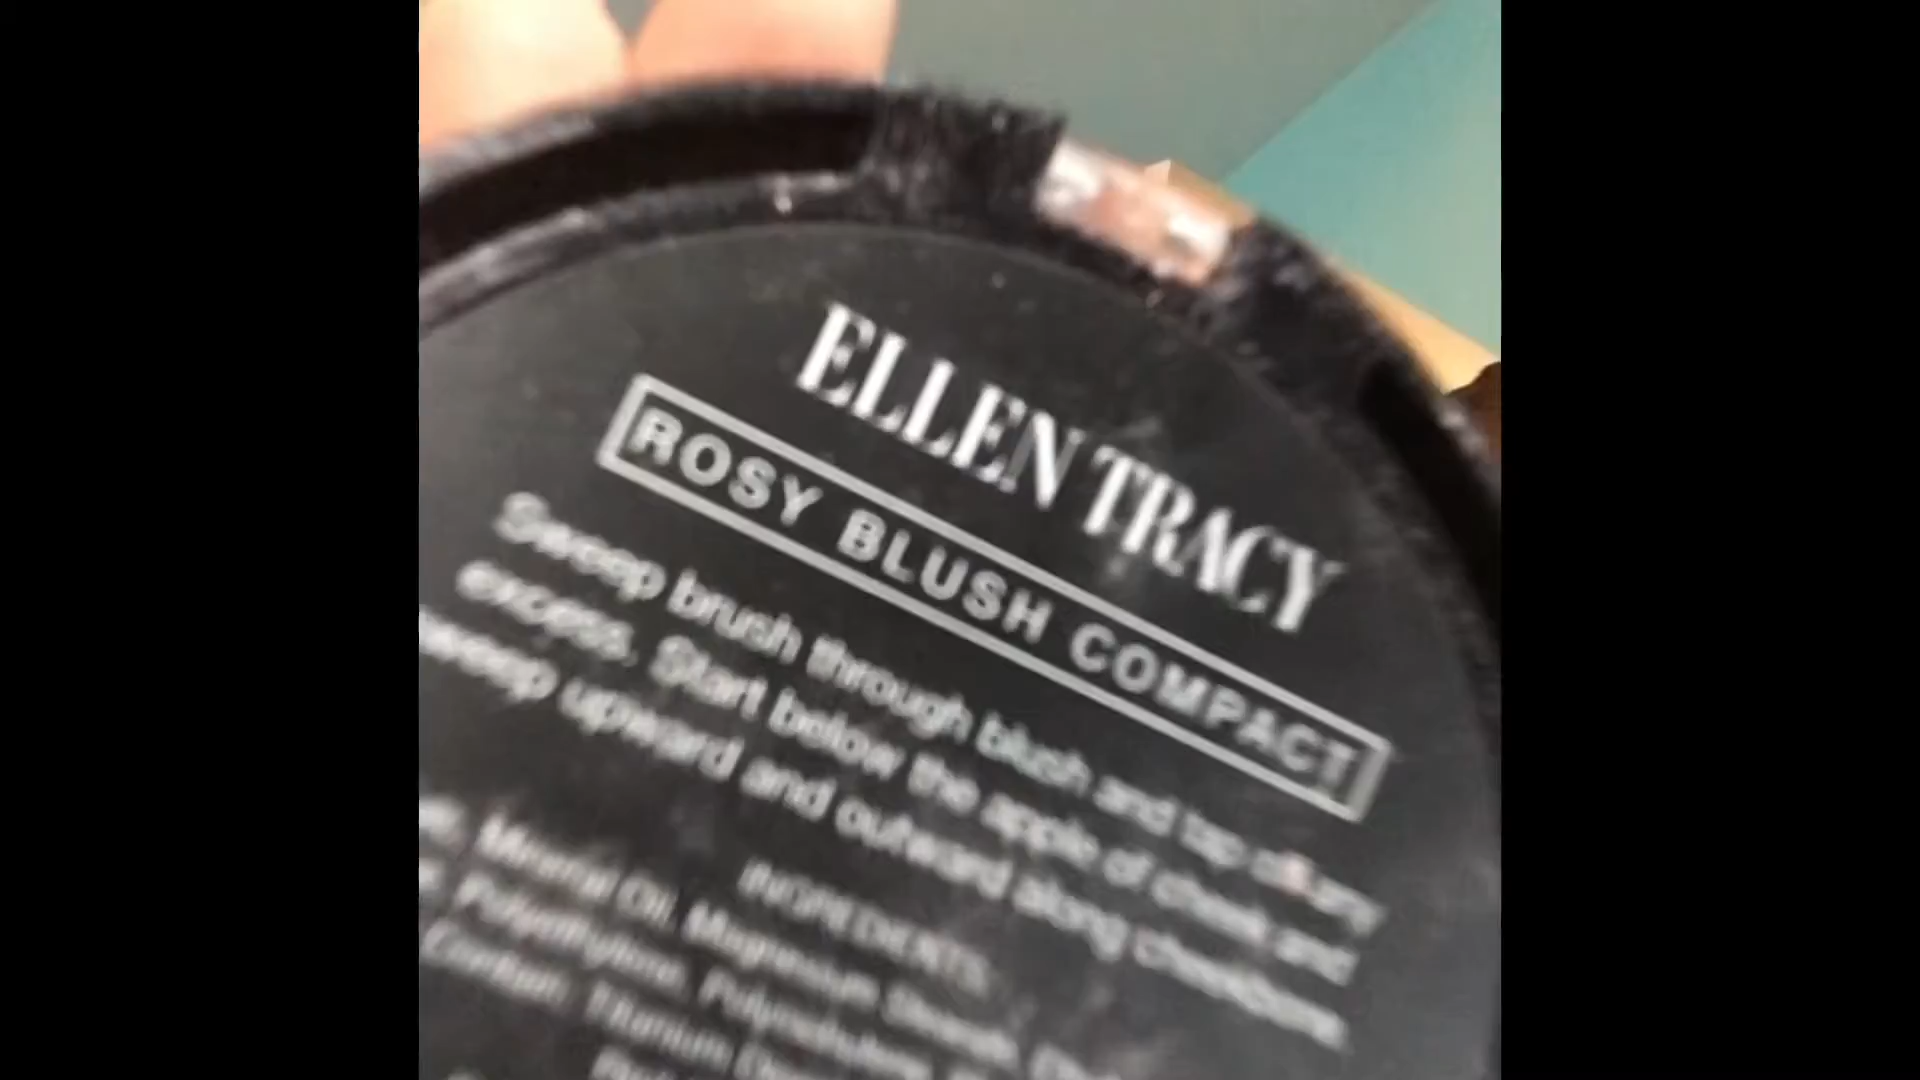 ELLEN TRACY
ROSY BLUSH COMPACT
Sweep brush through blush and tap off any
excess. Start below the apple of cheek and
sweep upward and outward along cheekbone.
INGREDIENTS:
Mineral Oil, Magnesium Stearate,
Polyethylene,
Titanium